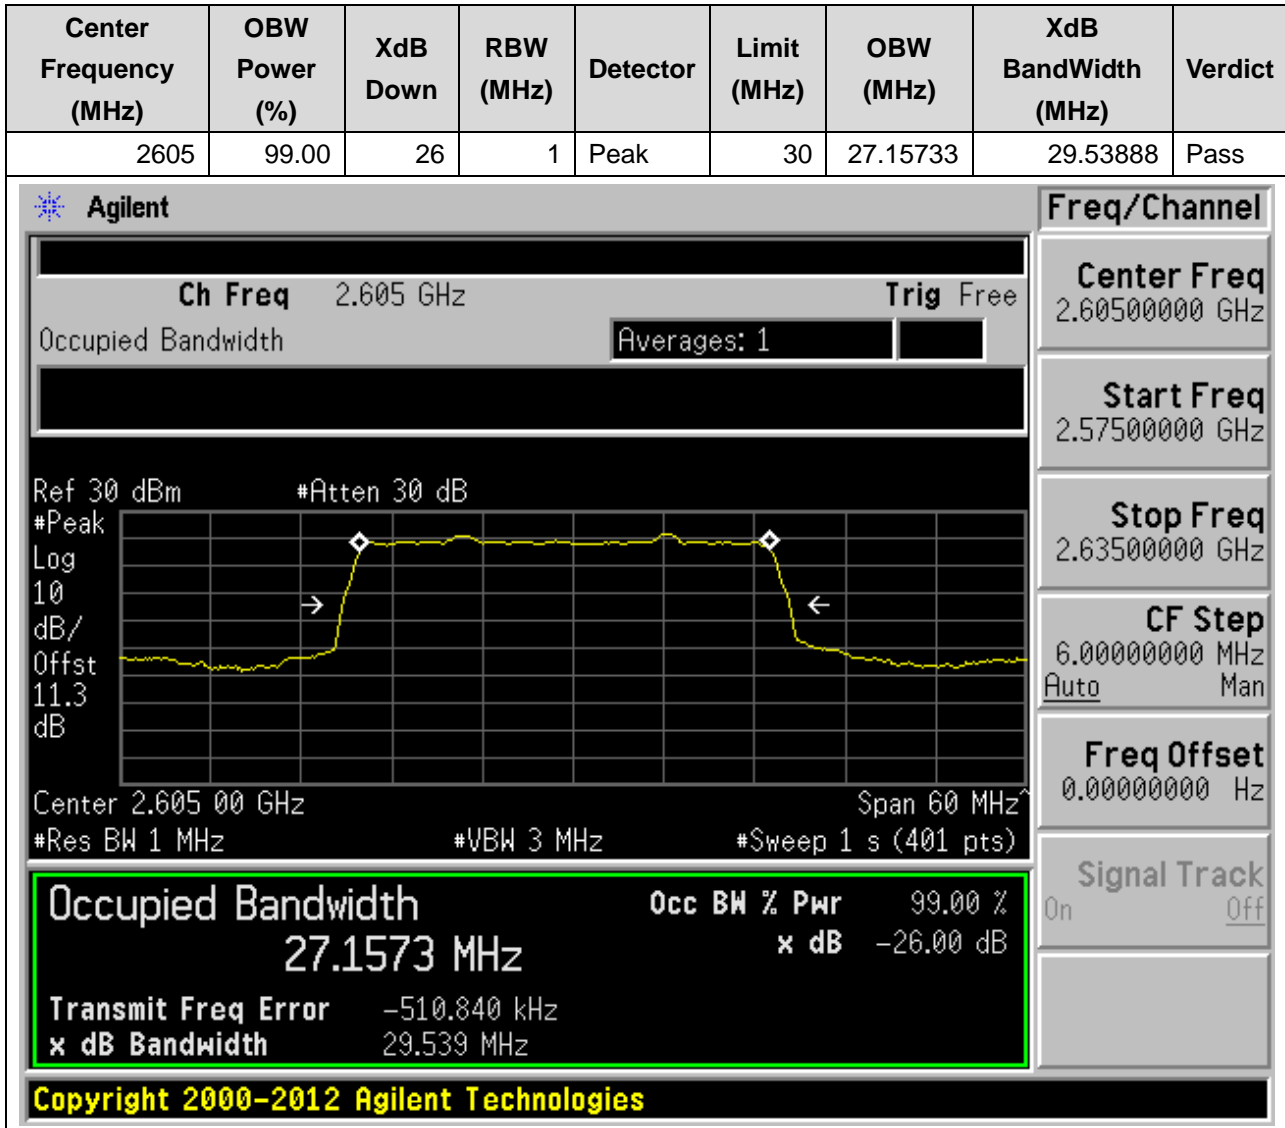 Center Frequency (MHz) OBW Power (%) XdB Down RBW (MHz) Detector Limit (MHz) OBW (MHz) XdB BandWidth (MHz) Verdict
2605 99.00 26 1 Peak 30 27.15733 29.53888 Pass
Agilent
Freq/Channel
Ch Freq 2.605 GHz Trig Free
Occupied Bandwidth Averages: 1
Center Freq
2.60500000 GHz
Start Freq
2.57500000 GHz
Stop Freq
2.63500000 GHz
CF Step
6.00000000 MHz
Auto Man
Freq Offset
0.00000000 Hz
Signal Track
On Off
Ref 30 dBm #Atten 30 dB
#Peak
Log
10
dB/
Offst
11.3
dB
Center 2.605 00 GHz Span 60 MHz^
#Res BW 1 MHz #VBW 3 MHz #Sweep 1 s (401 pts)
Occupied Bandwidth Occ BW % Pwr 99.00 %
27.1573 MHz x dB -26.00 dB
Transmit Freq Error -510.840 kHz
x dB Bandwidth 29.539 MHz
Copyright 2000-2012 Agilent Technologies